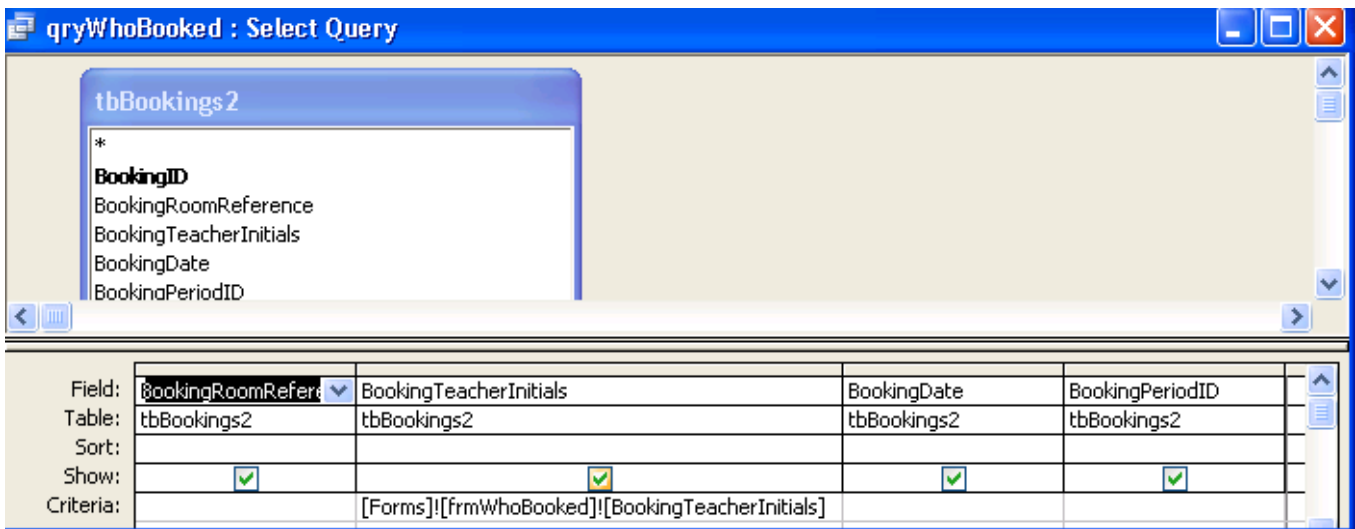 qryWhoBooked : Select Query
tbBookings2
*
BookingID
BookingRoomReference
BookingTeacherInitials
BookingDate
BookingPeriodID
Field: BookingRoomRefere BookingTeacherInitials BookingDate BookingPeriodID
Table: tbBookings2 tbBookings2 tbBookings2 tbBookings2
Sort:
Show:
Criteria: [Forms]![frmWhoBooked]![BookingTeacherInitials]